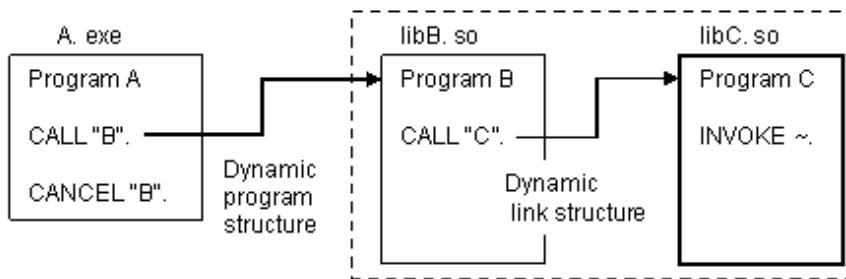 A. exe
Program A
CALL "B".
CANCEL "B".
Dynamic
program
structure
libB. so
Program B
CALL "C".
Dynamic
link structure
libC. so
Program C
INVOKE ~.